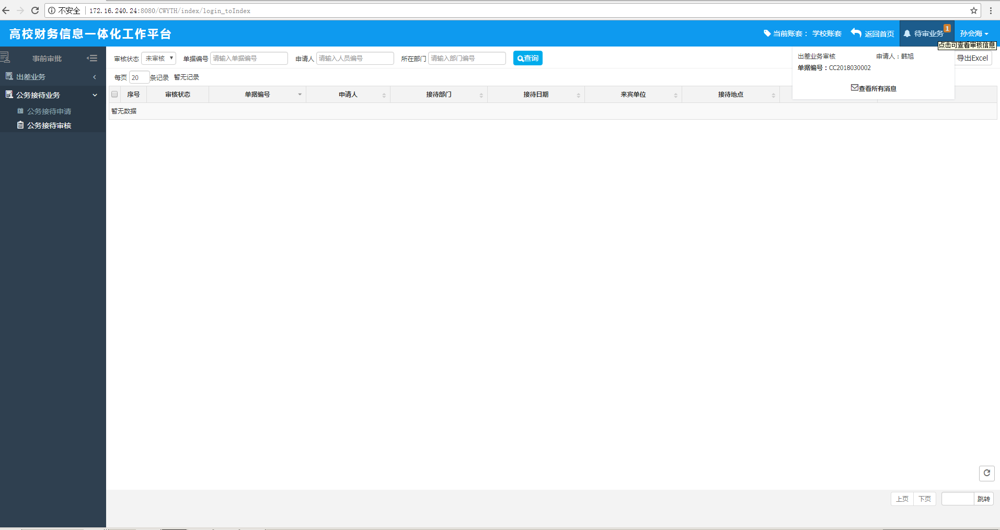 不安全 172.16.240.24:8080/CWYTH/index/login_toIndex
高校财务信息一体化工作平台 当前账套： 学校账套 返回首页 待审业务 1 孙会海
点击可查看审核信息
事前审批
出差业务
公务接待业务
公务接待申请
公务接待审核
审核状态 未审核 单据编号 请输入单据编号 申请人 请输入人员编号 所在部门 请输入部门编号 查询 导出Excel
出差业务审核 申请人：韩旭
单据编号：CC2018030002
查看所有消息
每页 20 条记录 暂无记录
序号 审核状态 单据编号 申请人 接待部门 接待日期 来宾单位 接待地点
暂无数据
上页 下页 跳转